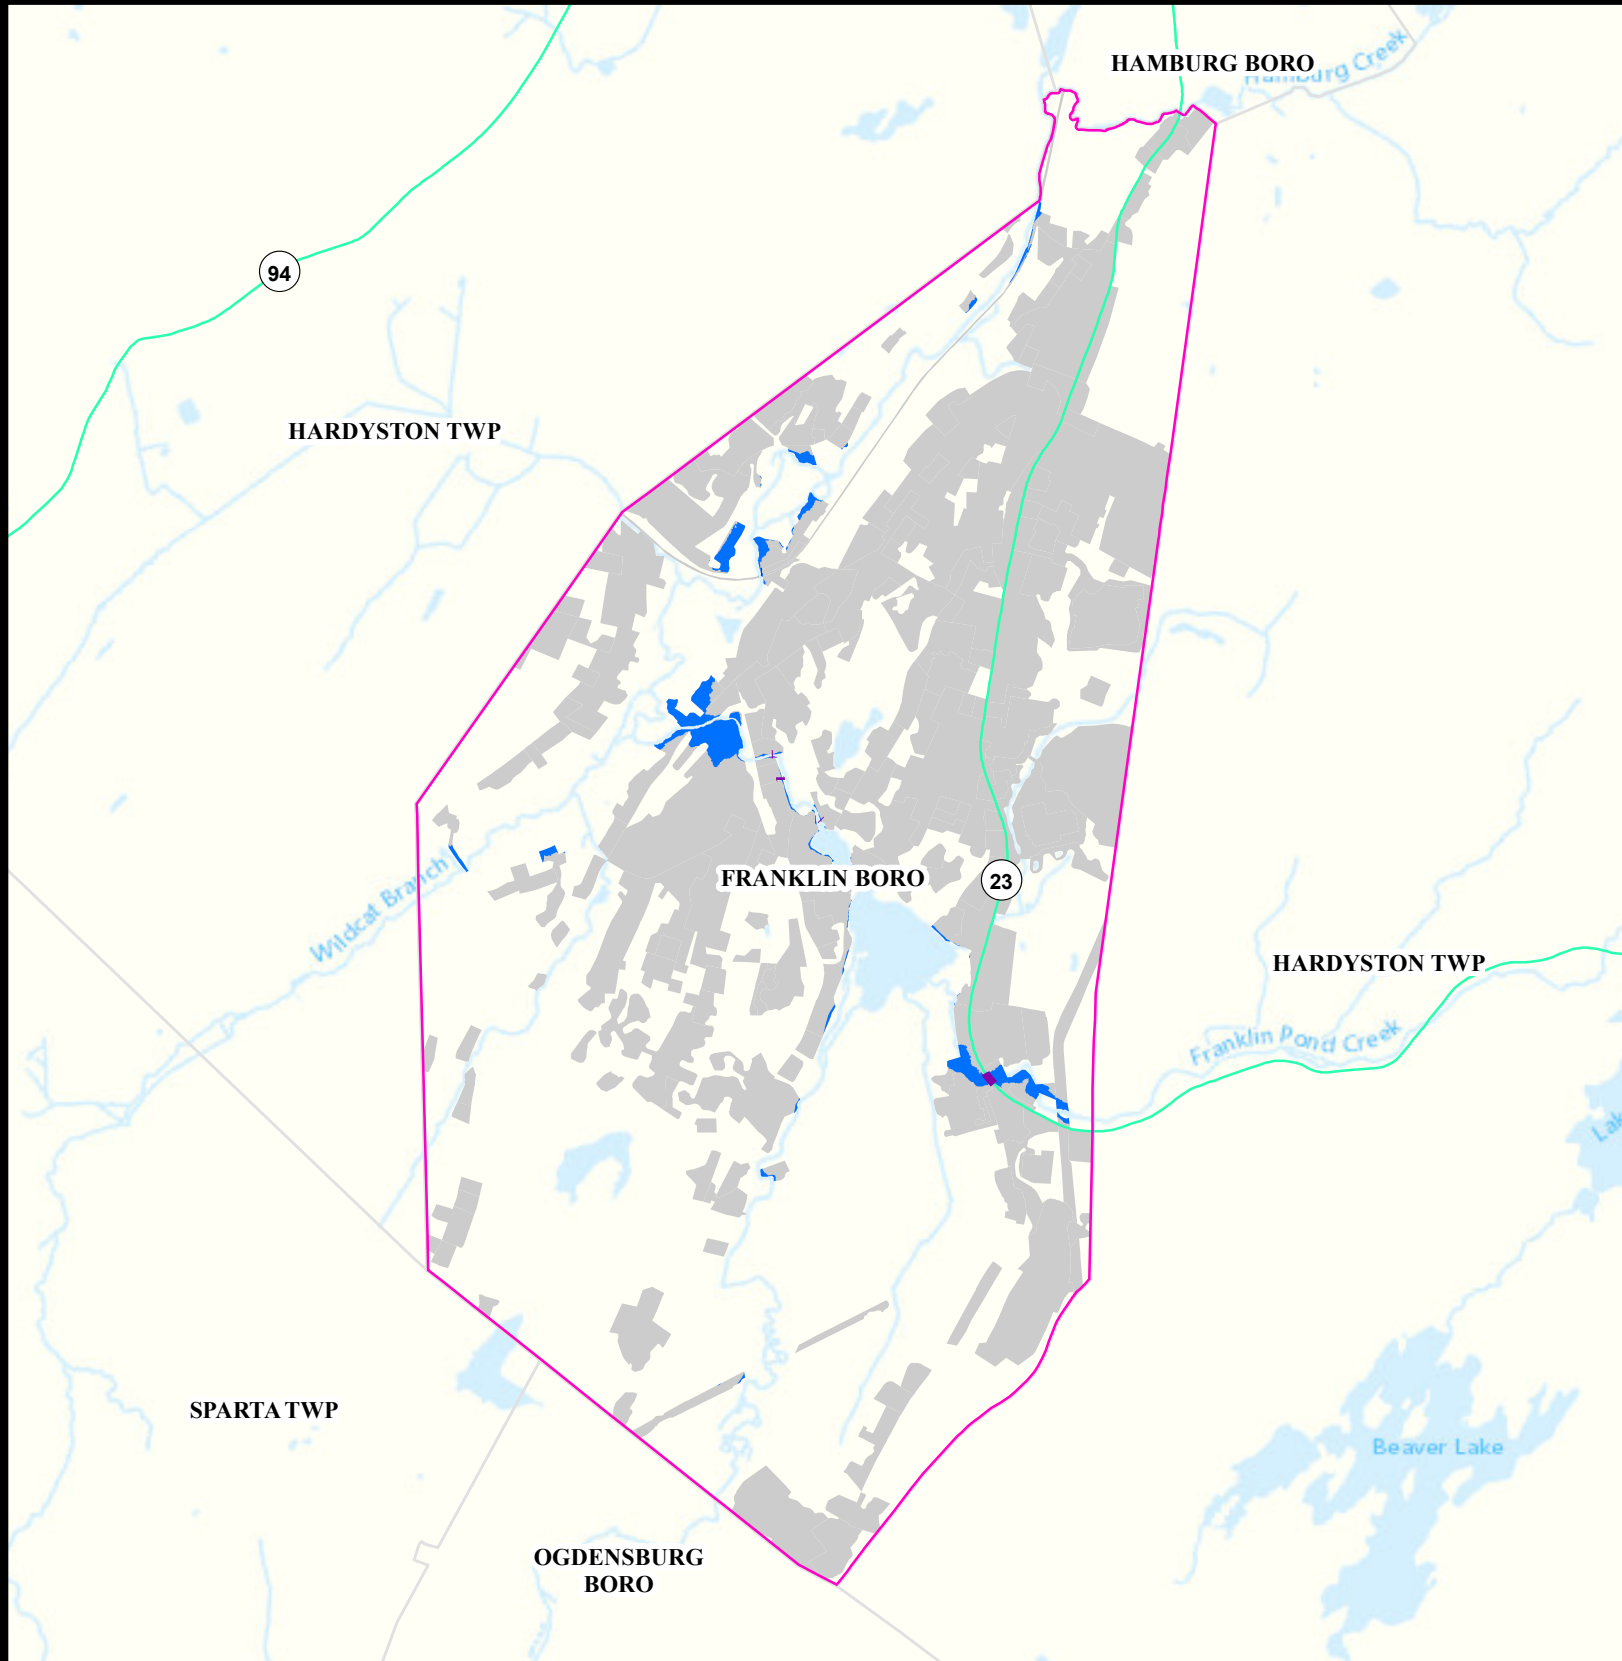 HAMBURG BORO
Hamburg Creek
94
HARDYSTON TWP
Wildcat Branch
FRANKLIN BORO
23
HARDYSTON TWP
Franklin Pond Creek
SPARTA TWP
Beaver Lake
OGDENSBURG
BORO